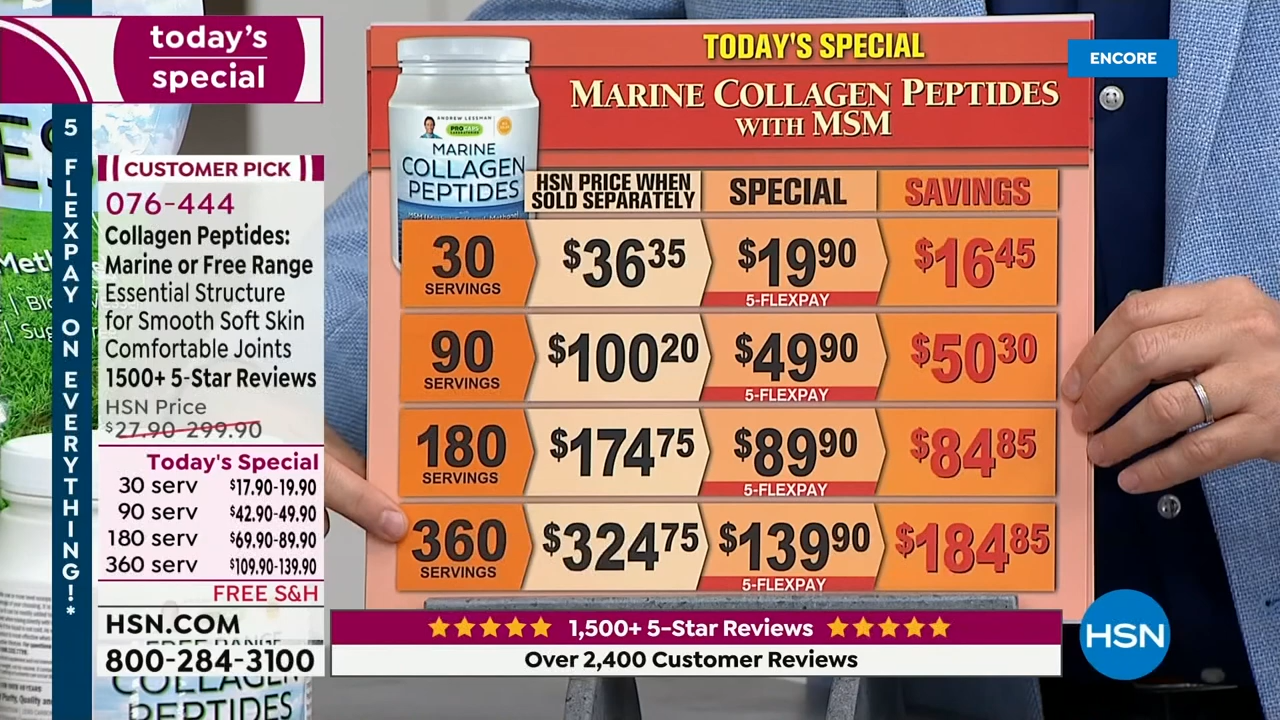 today's
special
5 FLEXPAY ON EVERYTHING!*
CUSTOMER PICK
076-444
Collagen Peptides:
Marine or Free Range
Essential Structure
for Smooth Soft Skin
Comfortable Joints
1500+ 5-Star Reviews
HSN Price
$27.90-299.90
Today's Special
30 serv $17.90-19.90
90 serv $42.90-49.90
180 serv $69.90-89.90
360 serv $109.90-139.90
FREE S&H
HSN.COM
800-284-3100
FREE RANGE
COLLAGEN
PEPTIDES
ENCORE
TODAY'S SPECIAL
MARINE COLLAGEN PEPTIDES
WITH MSM
ANDREW LESSMAN
PROCAPS
LABORATORIES
MARINE
COLLAGEN
PEPTIDES
HSN PRICE WHEN
SOLD SEPARATELY
SPECIAL
SAVINGS
30 SERVINGS $36.35 $19.90 5-FLEXPAY $16.45
90 SERVINGS $100.20 $49.90 5-FLEXPAY $50.30
180 SERVINGS $174.75 $89.90 5-FLEXPAY $84.85
360 SERVINGS $324.75 $139.90 5-FLEXPAY $184.85
1,500+ 5-Star Reviews
Over 2,400 Customer Reviews
HSN